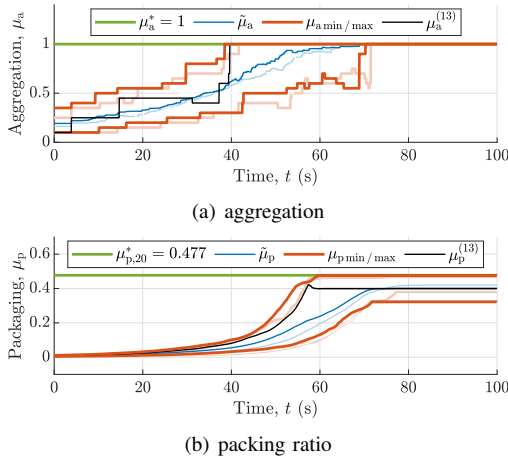 μ*a = 1 μ̃a μa min / max μa(13)
Aggregation, μa
1
0.5
0
0 20 40 60 80 100
Time, t (s)
(a) aggregation
μ*p,20 = 0.477 μ̃p μp min / max μp(13)
Packaging, μp
0.6
0.4
0.2
0
0 20 40 60 80 100
Time, t (s)
(b) packing ratio